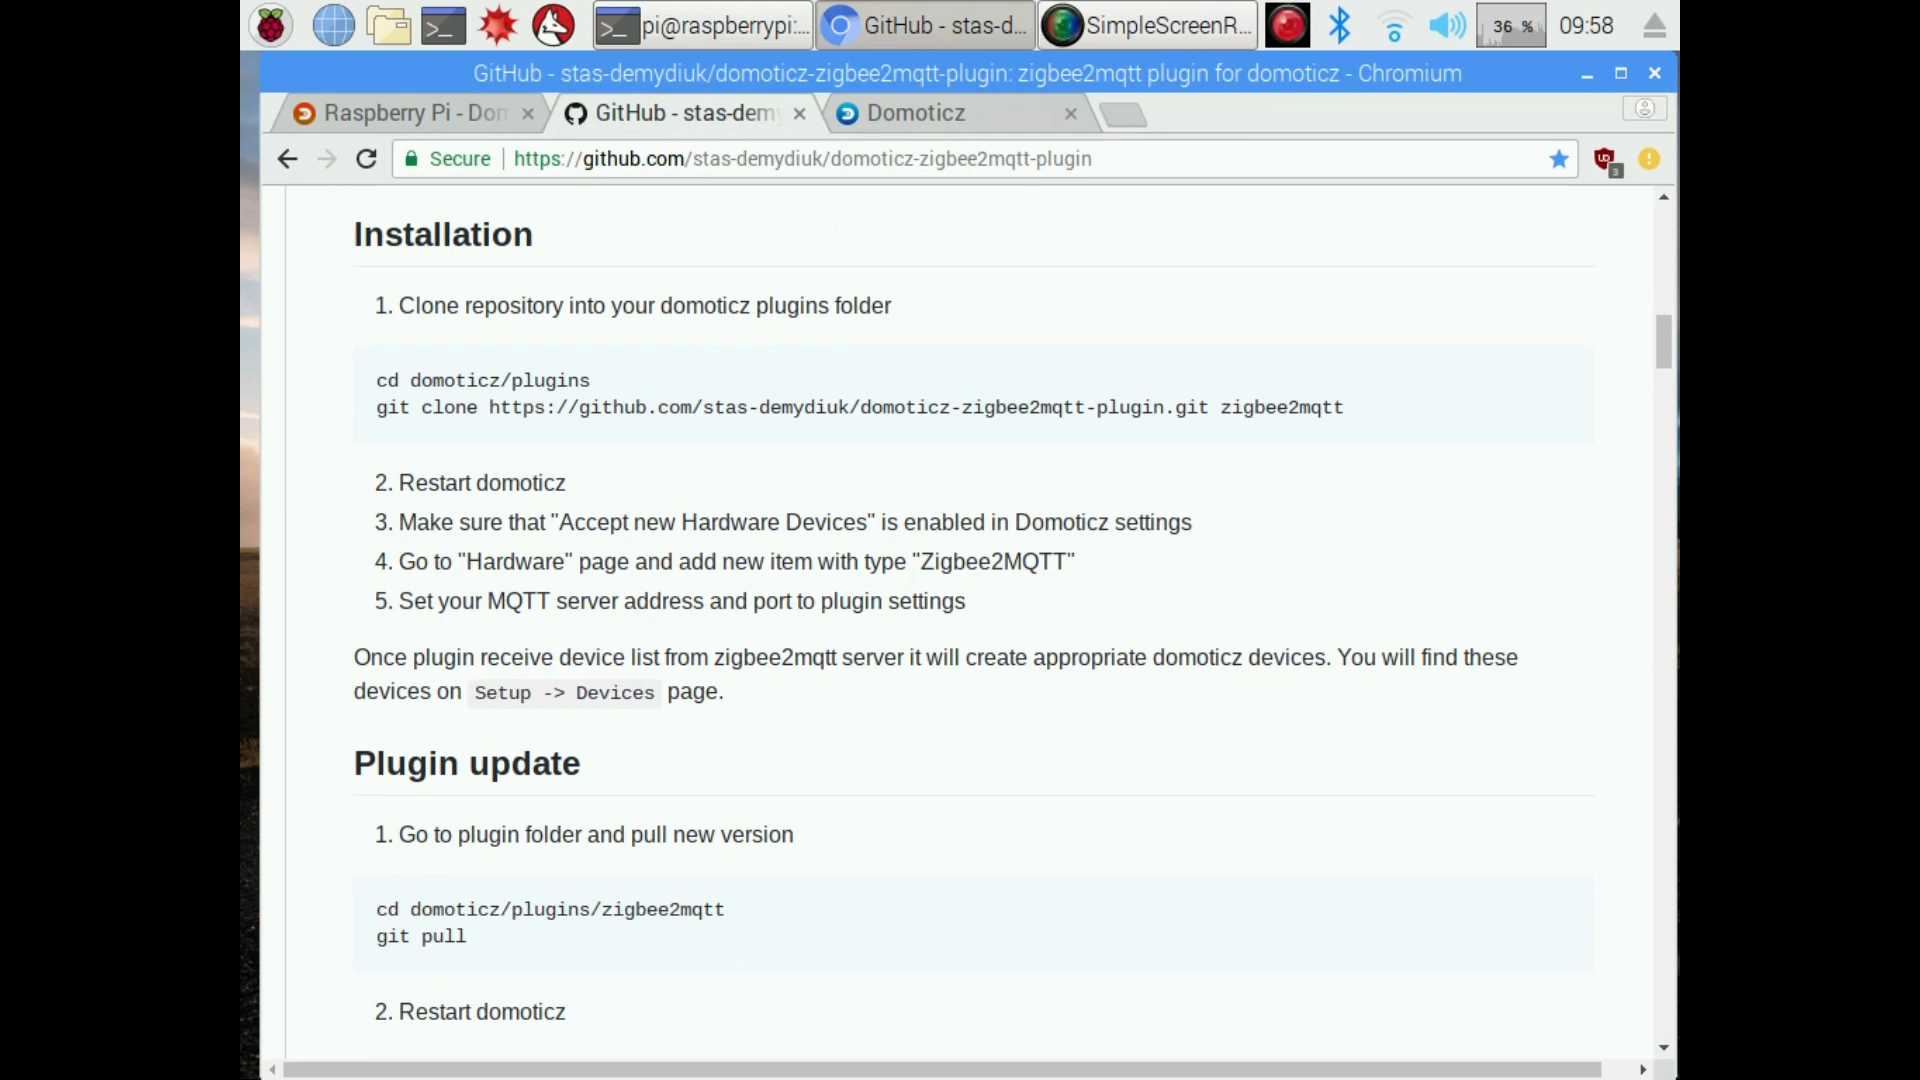 pi@raspberrypi:... GitHub - stas-d... SimpleScreenR... 36 % 09:58
GitHub - stas-demydiuk/domoticz-zigbee2mqtt-plugin: zigbee2mqtt plugin for domoticz - Chromium
Raspberry Pi - Dom GitHub - stas-demy Domoticz
Secure https://github.com/stas-demydiuk/domoticz-zigbee2mqtt-plugin 3
Installation
1. Clone repository into your domoticz plugins folder
cd domoticz/plugins
git clone https://github.com/stas-demydiuk/domoticz-zigbee2mqtt-plugin.git zigbee2mqtt
2. Restart domoticz
3. Make sure that "Accept new Hardware Devices" is enabled in Domoticz settings
4. Go to "Hardware" page and add new item with type "Zigbee2MQTT"
5. Set your MQTT server address and port to plugin settings
Once plugin receive device list from zigbee2mqtt server it will create appropriate domoticz devices. You will find these
devices on Setup -> Devices page.
Plugin update
1. Go to plugin folder and pull new version
cd domoticz/plugins/zigbee2mqtt
git pull
2. Restart domoticz